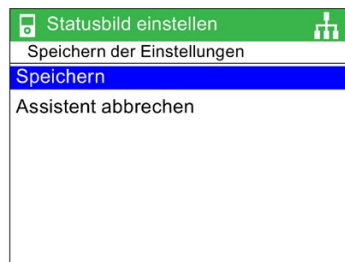 Statusbild einstellen
Speichern der Einstellungen
Speichern
Assistent abbrechen